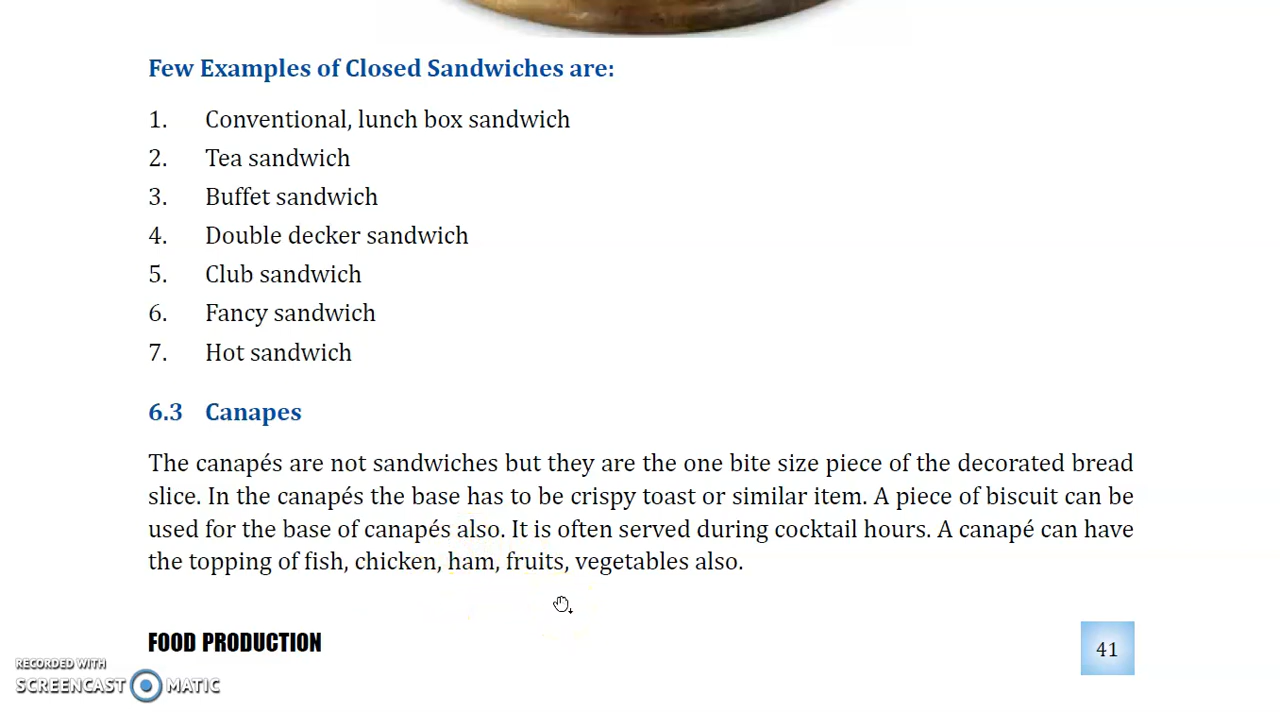 Few Examples of Closed Sandwiches are:
1. Conventional, lunch box sandwich
2. Tea sandwich
3. Buffet sandwich
4. Double decker sandwich
5. Club sandwich
6. Fancy sandwich
7. Hot sandwich
6.3 Canapes
The canapés are not sandwiches but they are the one bite size piece of the decorated bread
slice. In the canapés the base has to be crispy toast or similar item. A piece of biscuit can be
used for the base of canapés also. It is often served during cocktail hours. A canapé can have
the topping of fish, chicken, ham, fruits, vegetables also.
FOOD PRODUCTION
41
RECORDED WITH
SCREENCAST MATIC